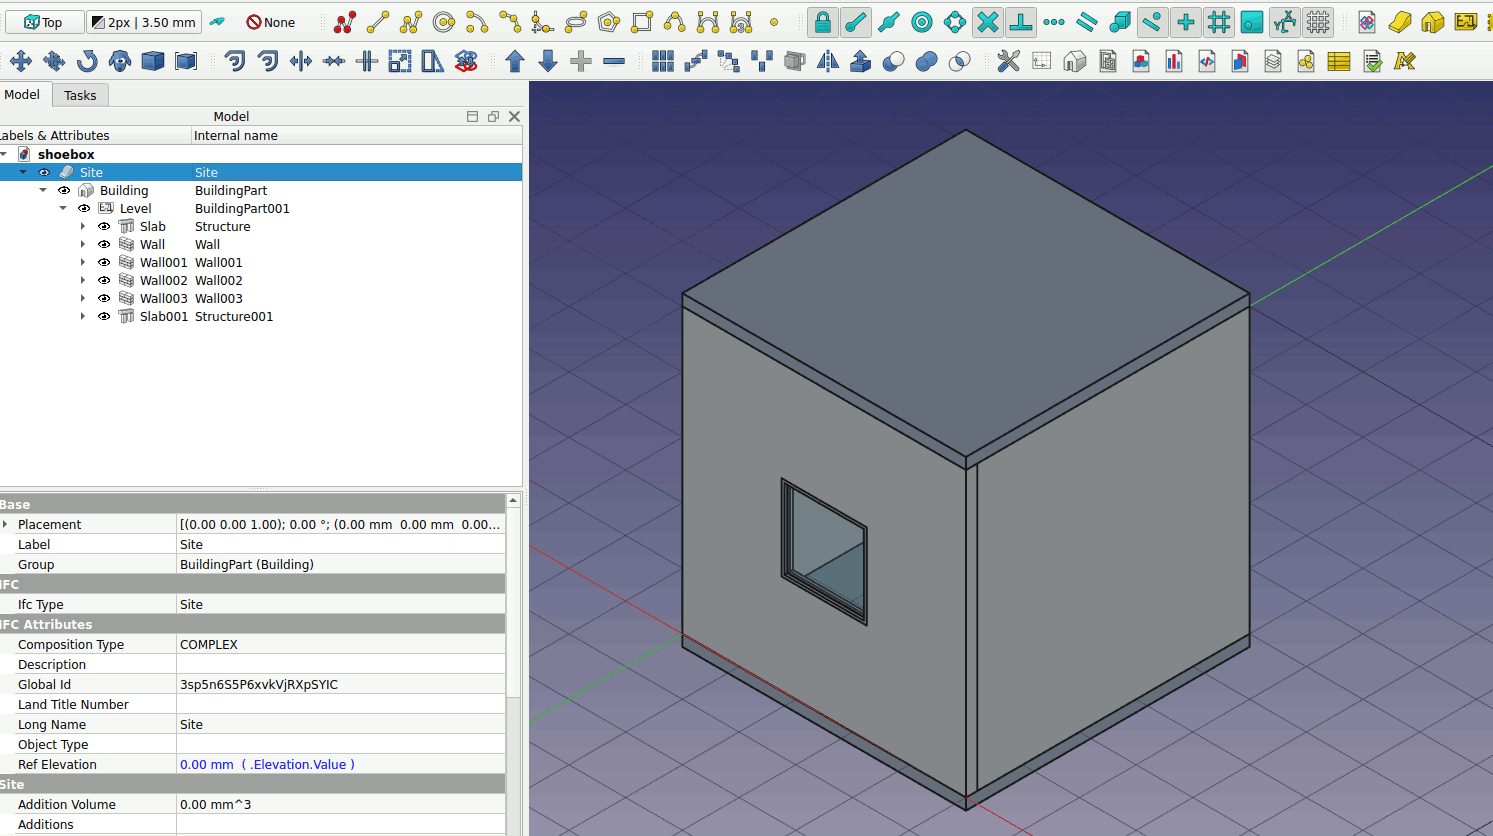 Top 2px | 3.50 mm None
Model Tasks
Model
abels & Attributes Internal name
shoebox
Site Site
Building BuildingPart
Level BuildingPart001
Slab Structure
Wall Wall
Wall001 Wall001
Wall002 Wall002
Wall003 Wall003
Slab001 Structure001
Base
Placement [(0.00 0.00 1.00); 0.00 °; (0.00 mm 0.00 mm 0.00...
Label Site
Group BuildingPart (Building)
IFC
Ifc Type Site
IFC Attributes
Composition Type COMPLEX
Description
Global Id 3sp5n6S5P6xvkVjRXpSYIC
Land Title Number
Long Name Site
Object Type
Ref Elevation 0.00 mm ( .Elevation.Value )
Site
Addition Volume 0.00 mm^3
Additions